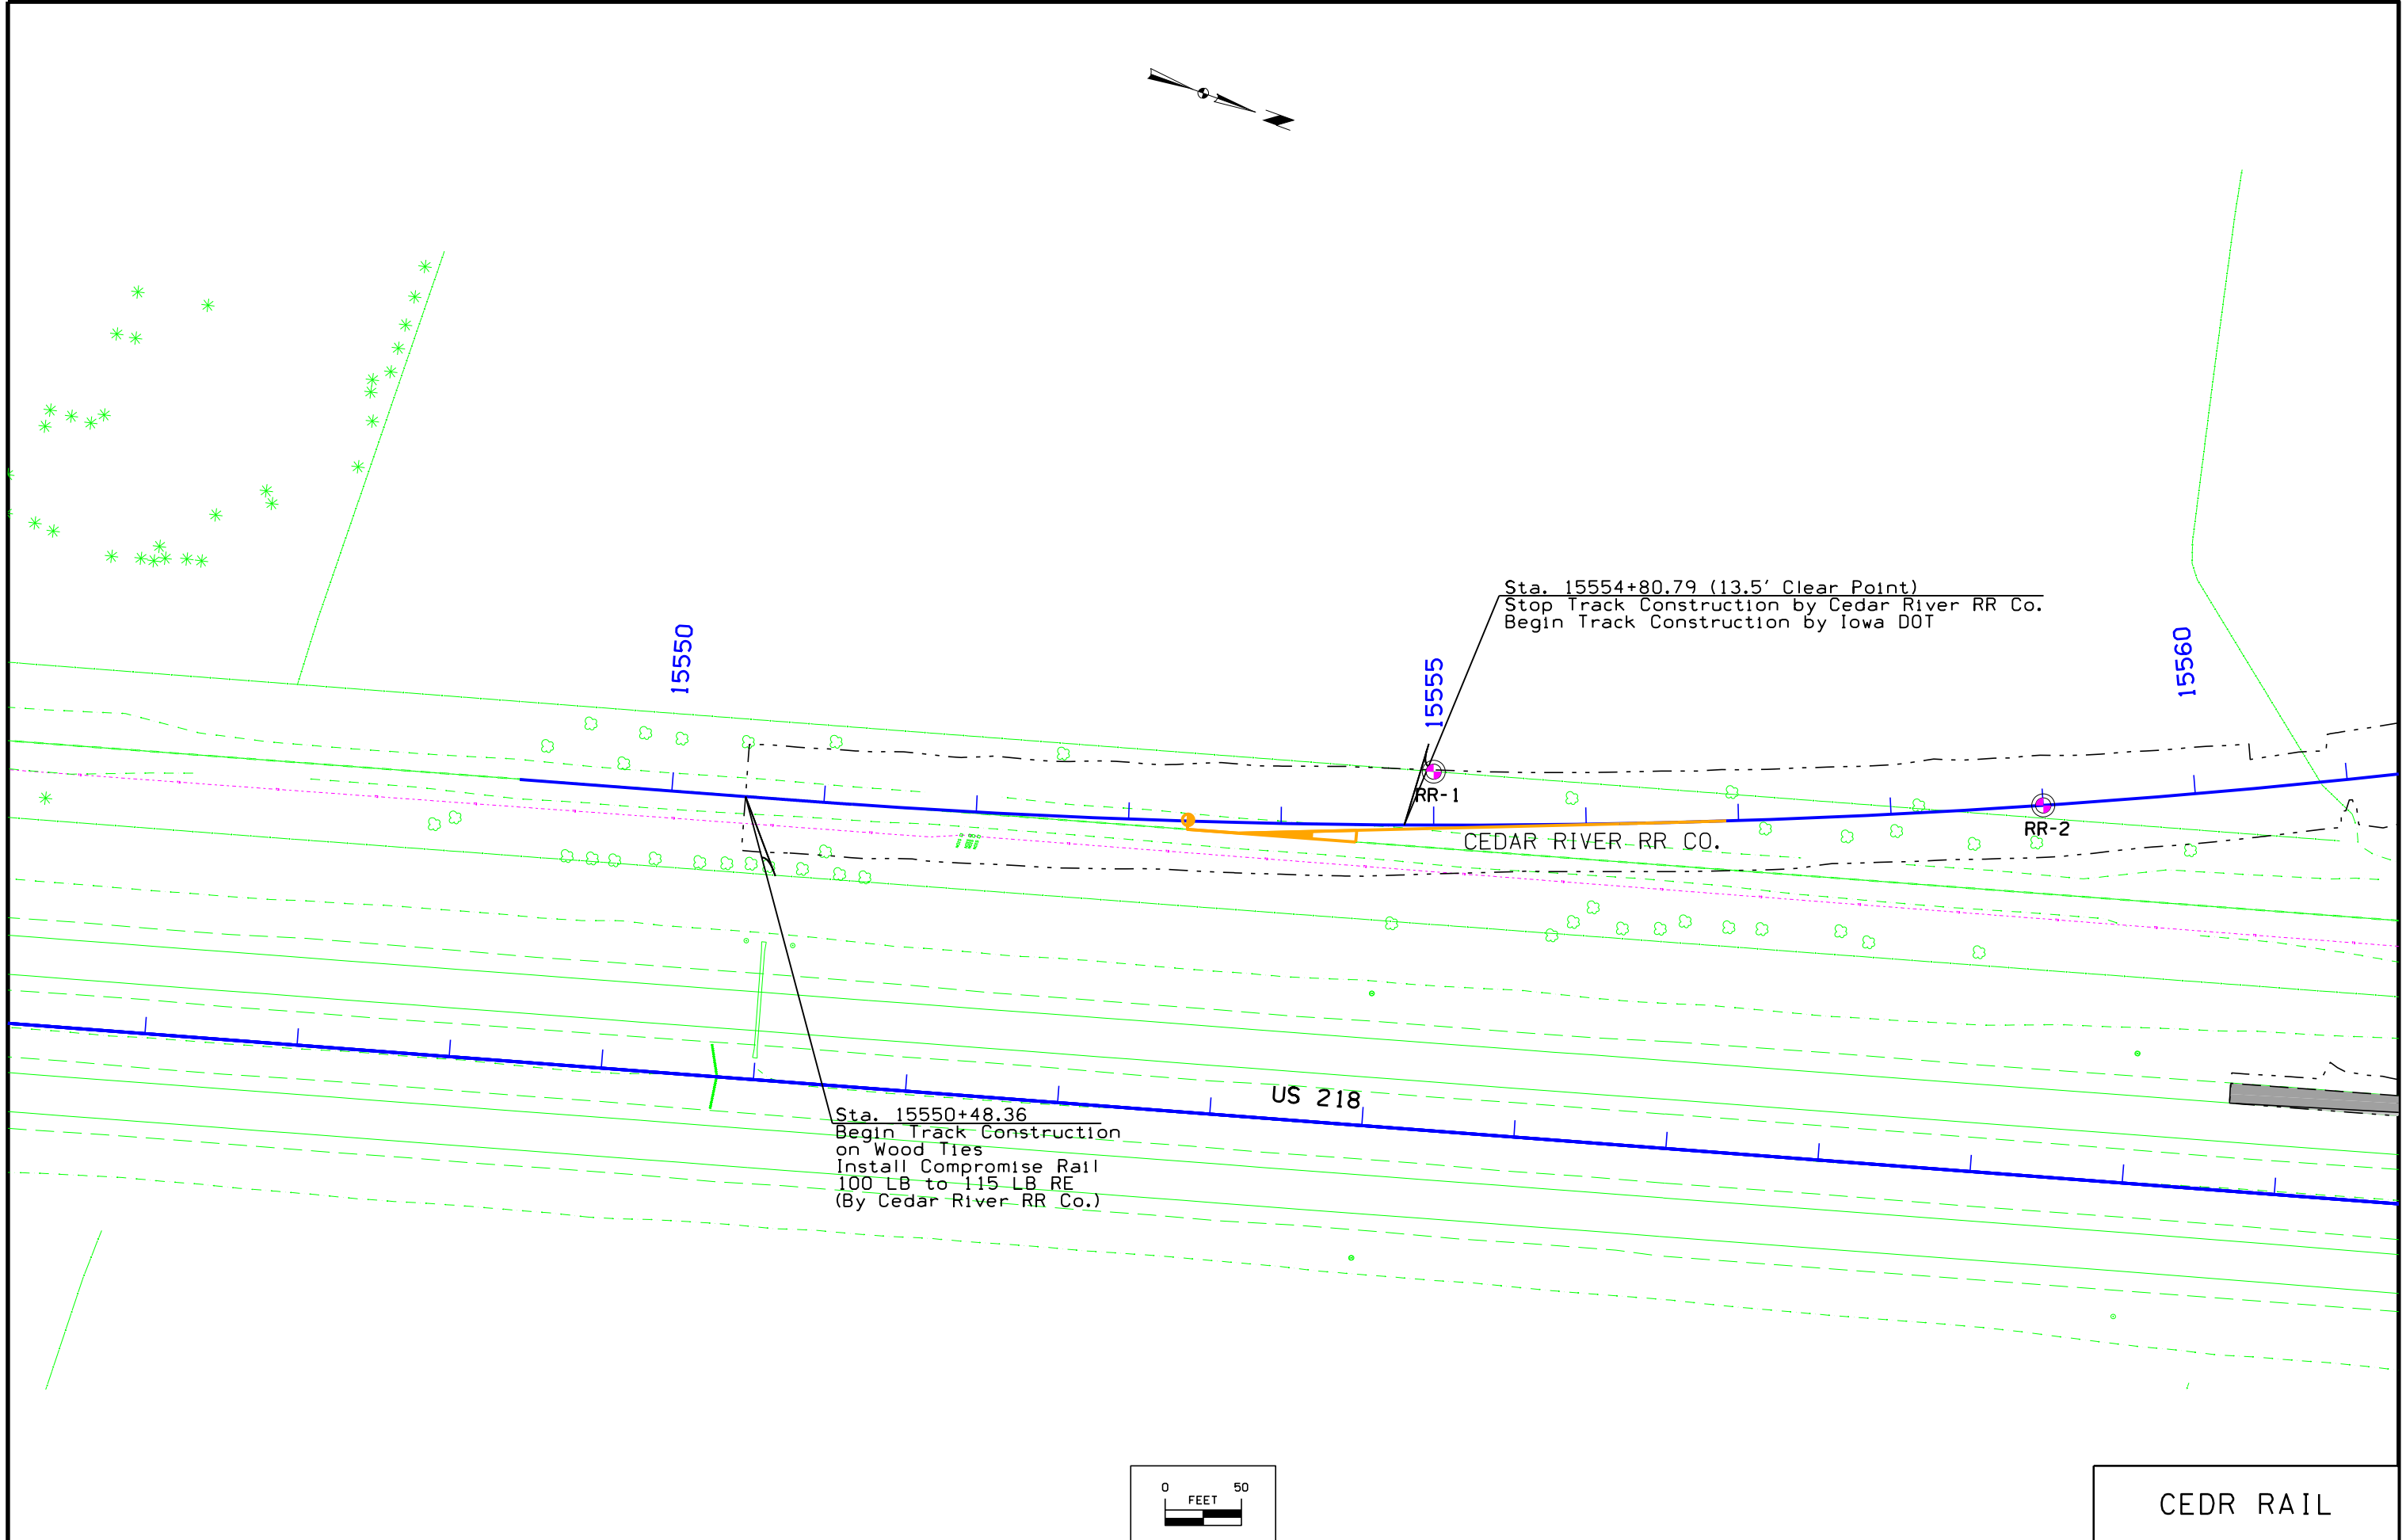 N
Sta. 15554+80.79 (13.5' Clear Point)
Stop Track Construction by Cedar River RR Co.
Begin Track Construction by Iowa DOT
15550
15555
15560
RR-1
RR-2
CEDAR RIVER RR CO.
US 218
Sta. 15550+48.36
Begin Track Construction
on Wood Ties
Install Compromise Rail
100 LB to 115 LB RE
(By Cedar River RR Co.)
0 50
FEET
CEDR RAIL